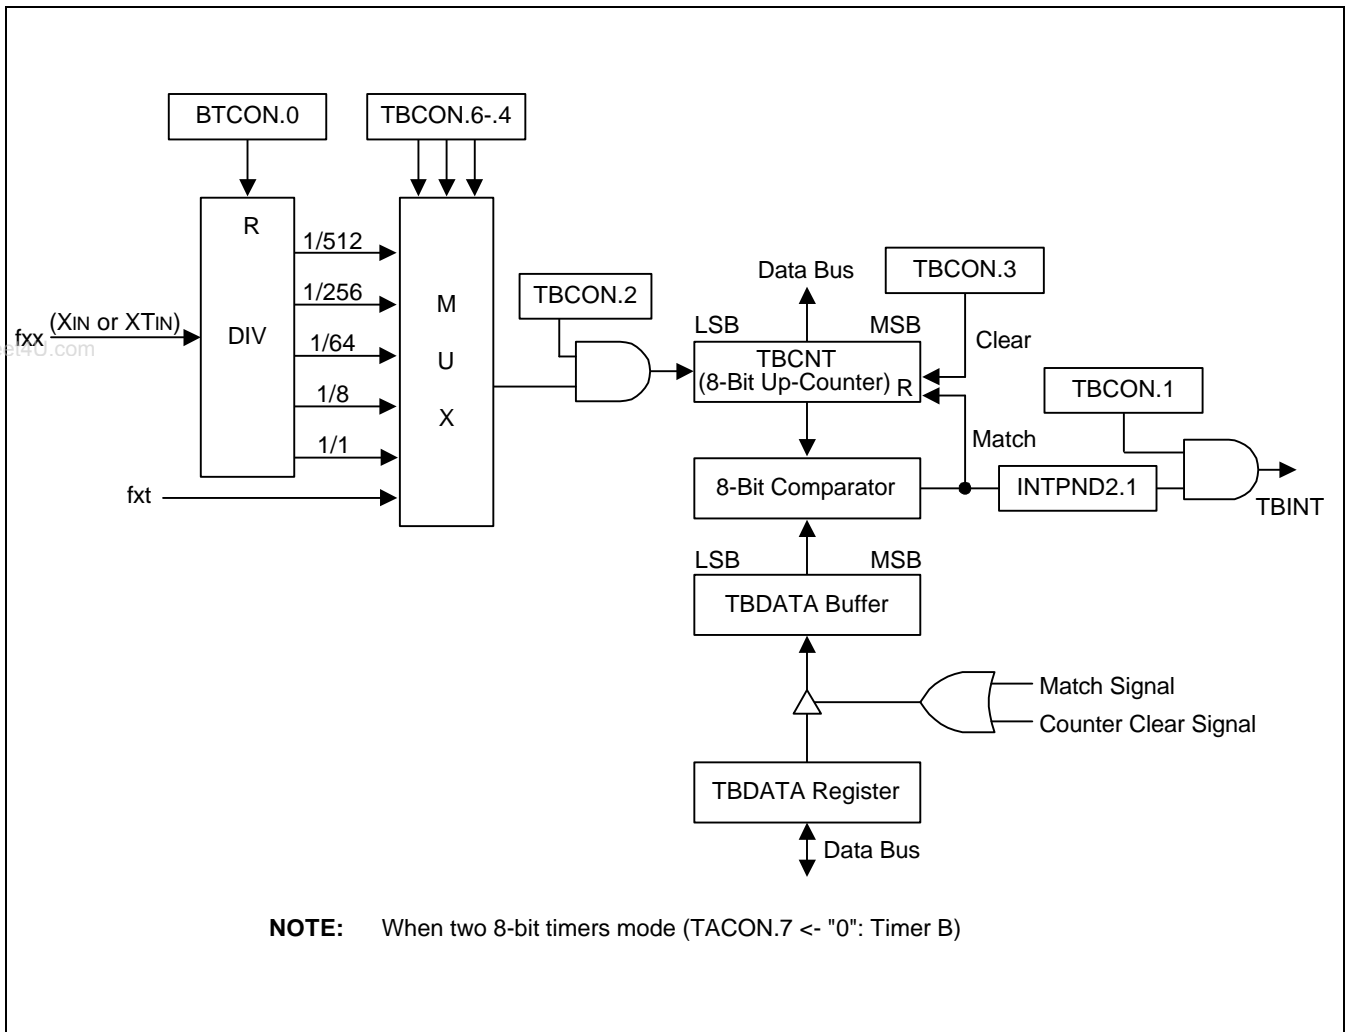 BTCON.0
TBCON.6-.4
R
1/512
1/256
1/64
1/8
1/1
DIV
fxx
(XIN or XTIN)
eet4U.com
fxt
M
U
X
TBCON.2
Data Bus
TBCON.3
LSB
MSB
Clear
TBCNT
(8-Bit Up-Counter)
R
TBCON.1
Match
8-Bit Comparator
INTPND2.1
TBINT
LSB
MSB
TBDATA Buffer
Match Signal
Counter Clear Signal
TBDATA Register
Data Bus
NOTE: When two 8-bit timers mode (TACON.7 <- "0": Timer B)